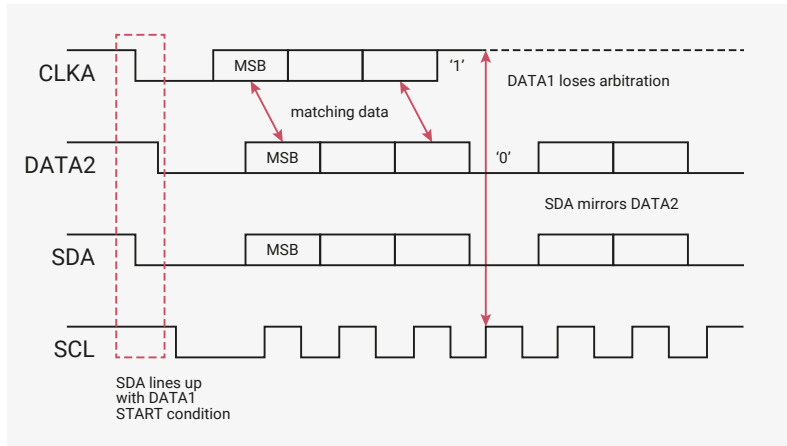 CLKA
MSB
‘1’
DATA1 loses arbitration
matching data
DATA2
MSB
‘0’
SDA mirrors DATA2
SDA
MSB
SCL
SDA lines up
with DATA1
START condition